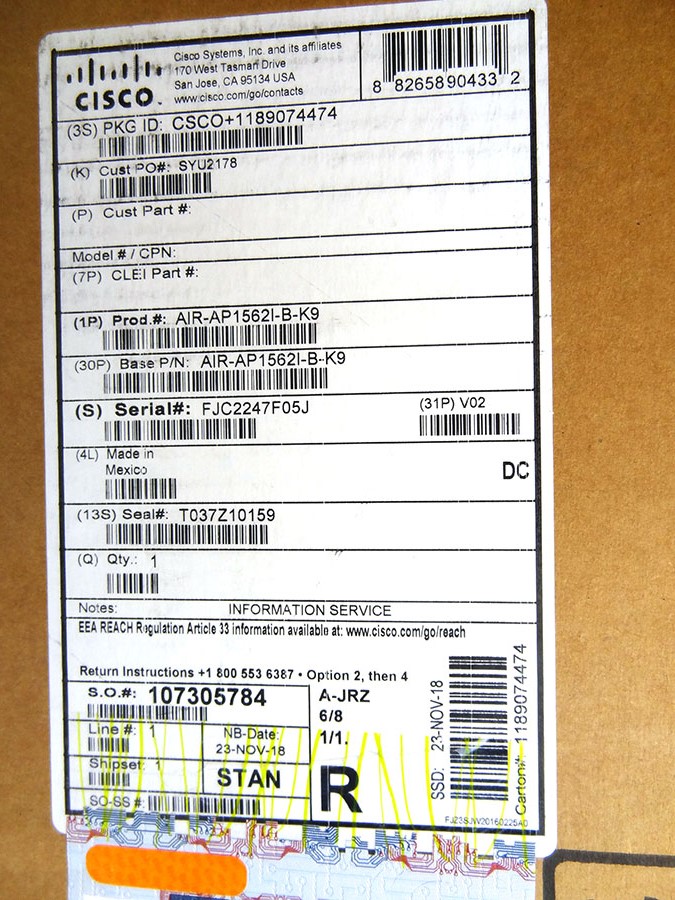 CISCO
Cisco Systems, Inc. and its affiliates
170 West Tasman Drive
San Jose, CA 95134 USA
www.cisco.com/go/contacts
8 8265890433 2
(3S) PKG ID: CSCO+1189074474
(K) Cust PO#: SYU2178
(P) Cust Part #:
Model # / CPN:
(7P) CLEI Part #:
(1P) Prod.#: AIR-AP1562I-B-K9
(30P) Base P/N: AIR-AP1562I-B-K9
(S) Serial#: FJC2247F05J
(31P) V02
(4L) Made in
Mexico
DC
(13S) Seal#: T037Z10159
(Q) Qty.: 1
Notes: INFORMATION SERVICE
EEA REACH Regulation Article 33 information available at: www.cisco.com/go/reach
Return Instructions +1 800 553 6387 • Option 2, then 4
S.O.#: 107305784
Line #: 1
NB-Date:
23-NOV-18
Shipset: 1
STAN
SO-SS #:
A-JRZ
6/8
1/1.
R
SSD: 23-NOV-18
Carton#: 1189074474